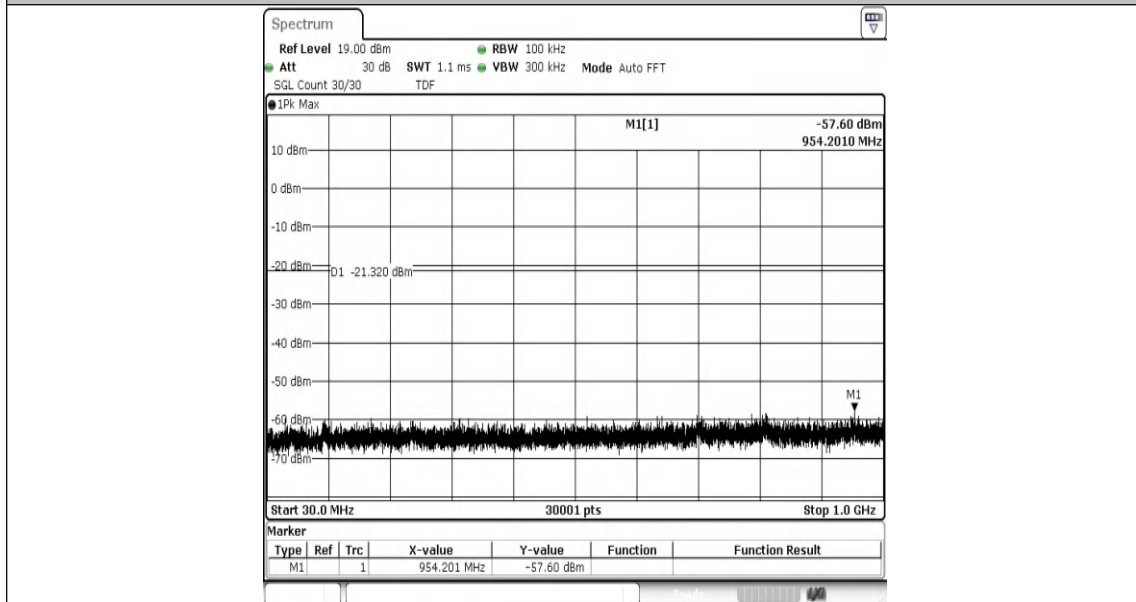 Spectrum
Ref Level 19.00 dBm RBW 100 kHz
Att 30 dB SWT 1.1 ms VBW 300 kHz Mode Auto FFT
SGL Count 30/30 TDF
1Pk Max
M1[1] -57.60 dBm
954.2010 MHz
10 dBm
0 dBm
-10 dBm
-20 dBm
D1 -21.320 dBm
-30 dBm
-40 dBm
-50 dBm
M1
-60 dBm
-70 dBm
Start 30.0 MHz 30001 pts Stop 1.0 GHz
Marker
Type Ref Trc X-value Y-value Function Function Result
M1 1 954.201 MHz -57.60 dBm
Ready